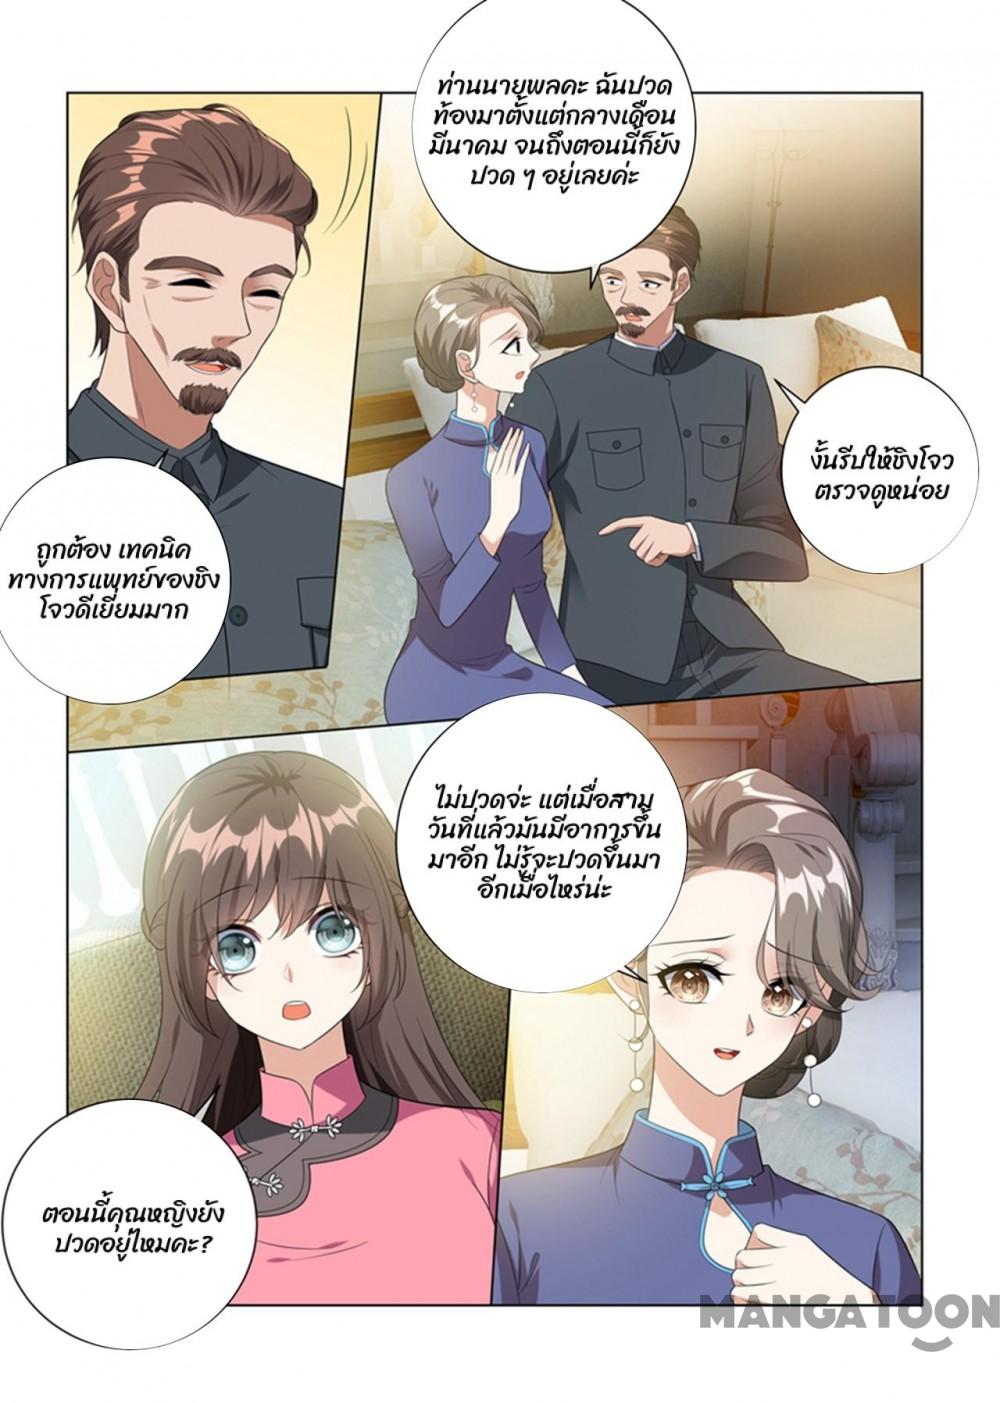 ท่านนายพลคะ ฉันปวด
ท้องมาตั้งแต่กลางเดือน
มีนาคม จนถึงตอนนี้ก็ยัง
ปวด ๆ อยู่เลยค่ะ
งั้นรีบให้ชิงโจว
ตรวจดูหน่อย
ถูกต้อง เทคนิค
ทางการแพทย์ของชิง
โจวดีเยี่ยมมาก
ไม่ปวดจ่ะ แต่เมื่อสาม
วันที่แล้วมันมีอาการขึ้น
มาอีก ไม่รู้จะปวดขึ้นมา
อีกเมื่อไหร่น่ะ
ตอนนี้คุณหญิงยัง
ปวดอยู่ไหมคะ?
MANGATOON